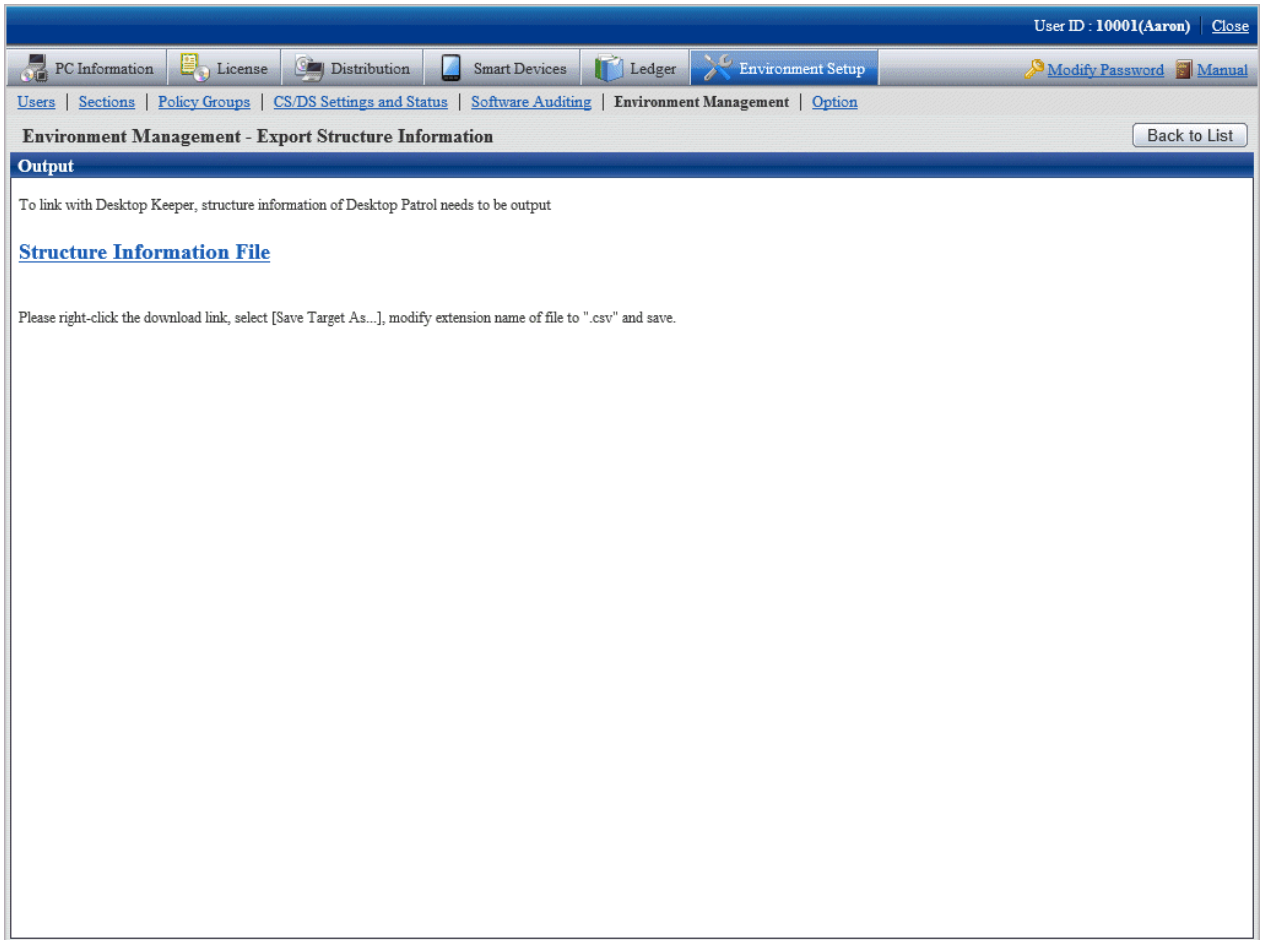 User ID : 10001(Aaron) Close
PC Information License Distribution Smart Devices Ledger Environment Setup Modify Password Manual
Users | Sections | Policy Groups | CS/DS Settings and Status | Software Auditing | Environment Management | Option
Environment Management - Export Structure Information Back to List
Output
To link with Desktop Keeper, structure information of Desktop Patrol needs to be output
Structure Information File
Please right-click the download link, select [Save Target As...], modify extension name of file to ".csv" and save.